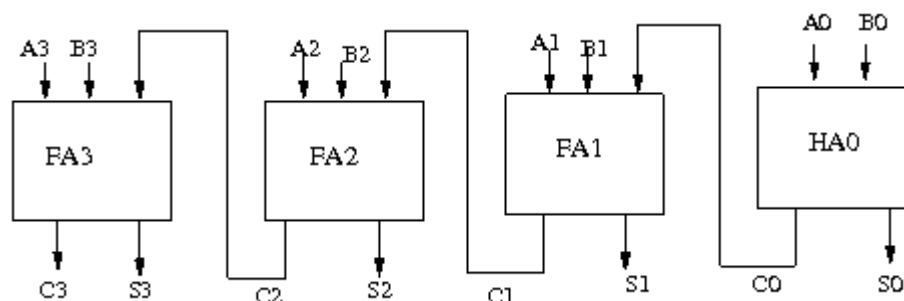 A3 B3 A2 B2 A1 B1 A0 B0
FA3 FA2 FA1 HA0
C3 S3 C2 S2 C1 S1 C0 S0